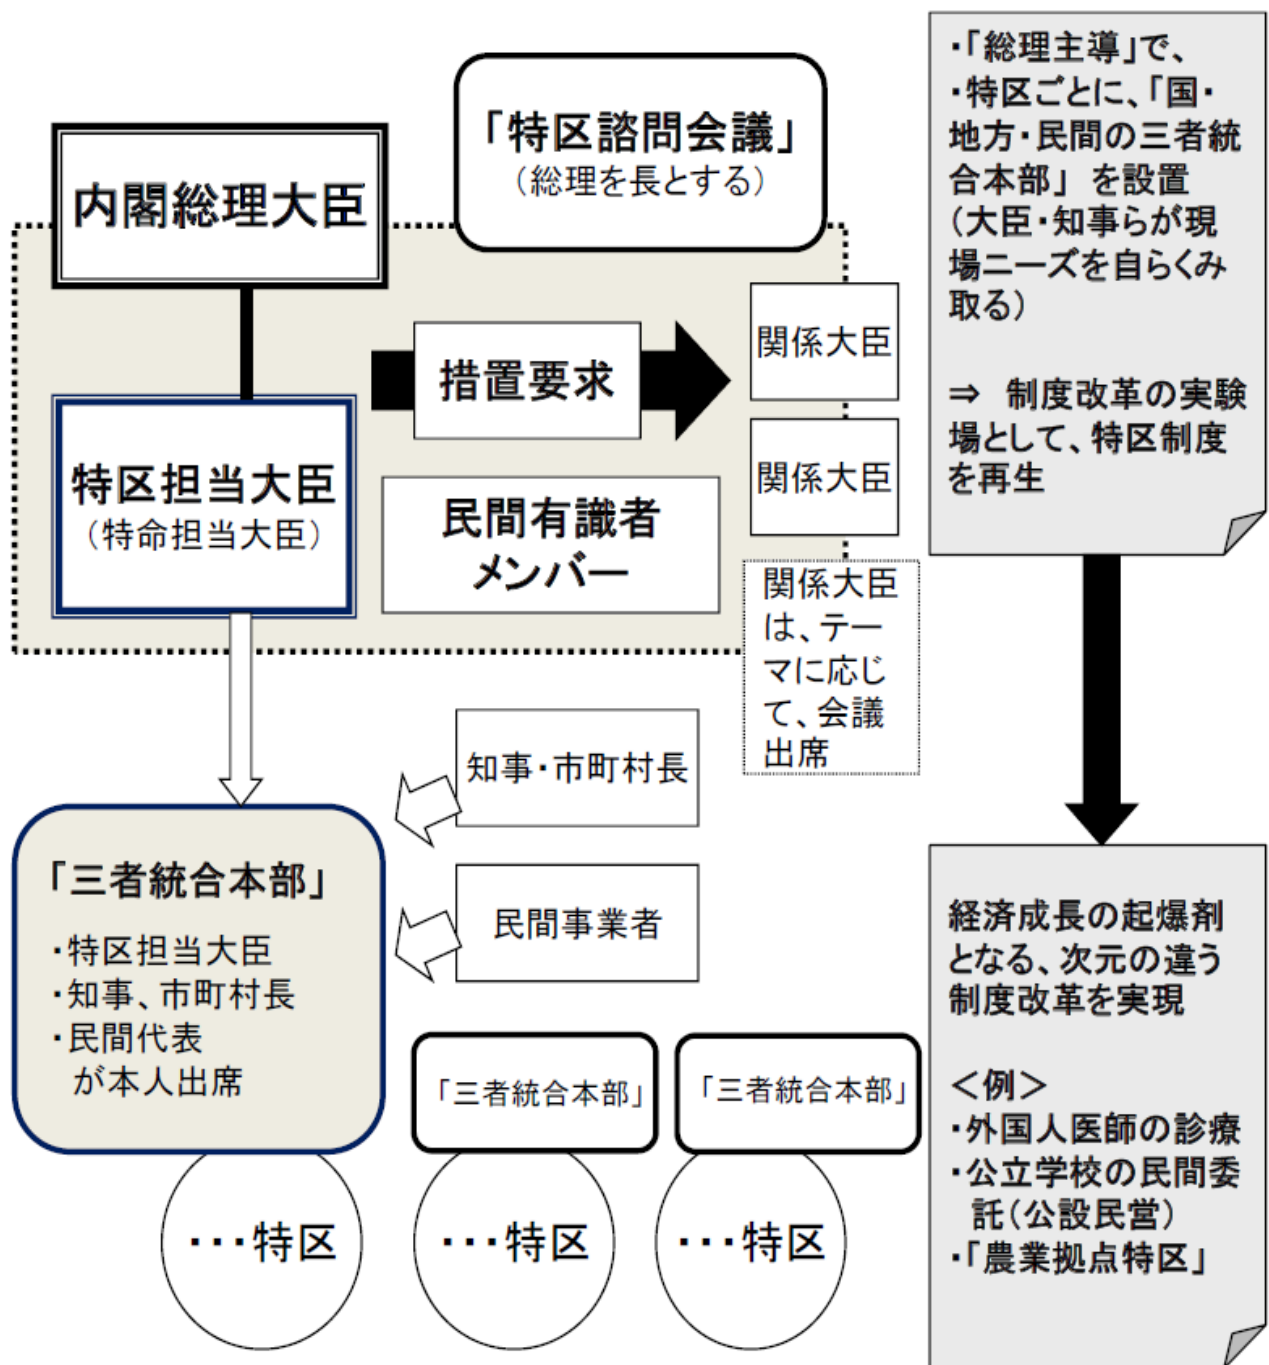 「特区諮問会議」
（総理を長とする）
内閣総理大臣
措置要求
関係大臣
関係大臣
特区担当大臣
（特命担当大臣）
民間有識者
メンバー
関係大臣
は、テー
マに応じ
て、会議
出席
知事・市町村長
民間事業者
「三者統合本部」
・特区担当大臣
・知事、市町村長
・民間代表
が本人出席
「三者統合本部」
「三者統合本部」
・・・特区
・・・特区
・・・特区
・「総理主導」で、
・特区ごとに、「国・
地方・民間の三者統
合本部」 を設置
（大臣・知事らが現
場ニーズを自らくみ
取る）
⇒ 制度改革の実験
場として、特区制度
を再生
経済成長の起爆剤
となる、次元の違う
制度改革を実現
＜例＞
・外国人医師の診療
・公立学校の民間委
託（公設民営）
・「農業拠点特区」